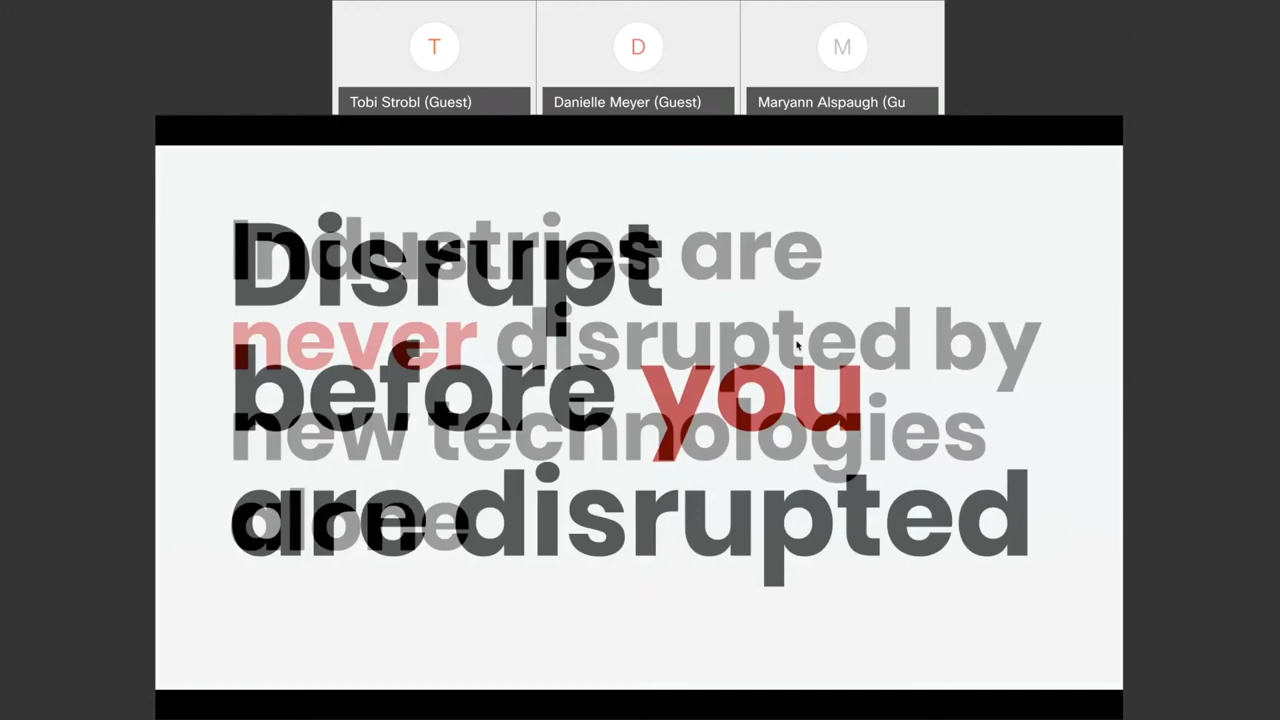 T
D
M
Tobi Strobl (Guest)
Danielle Meyer (Guest)
Maryann Alspaugh (Gu
Disrupt
before you
are disrupted
Industries are
never disrupted by
new technologies
alone